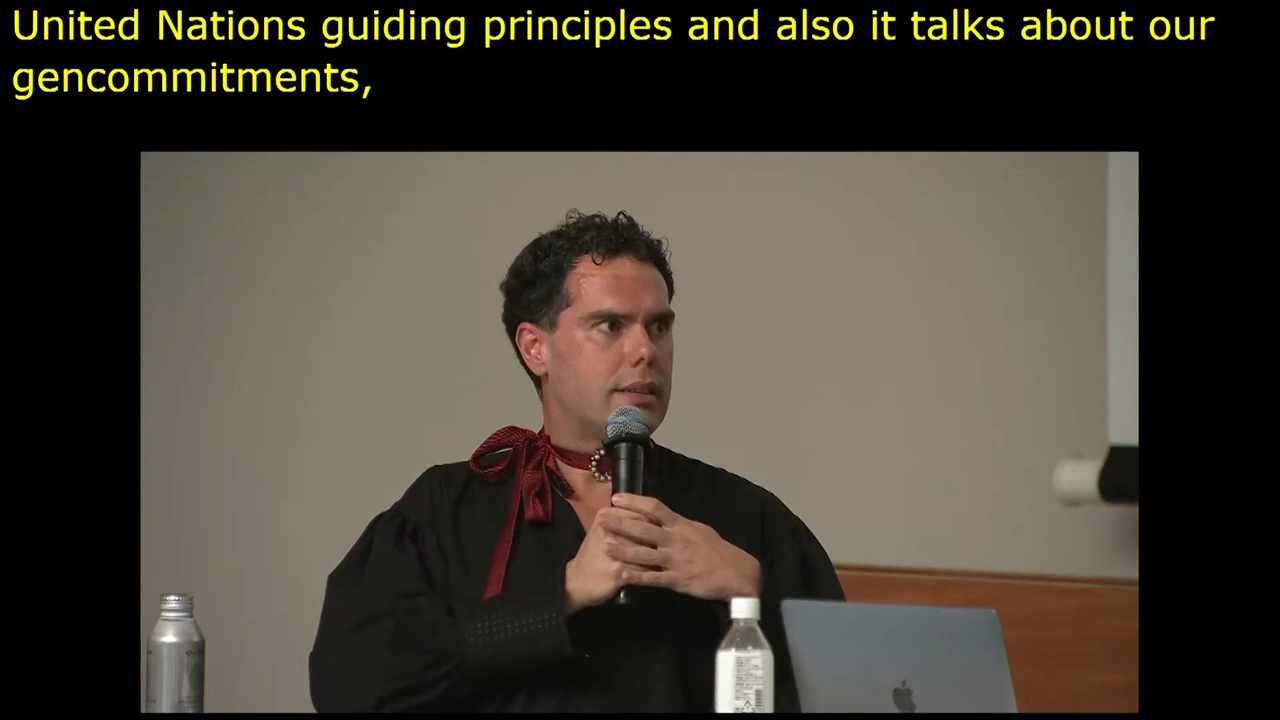 United Nations guiding principles and also it talks about our
gencommitments,